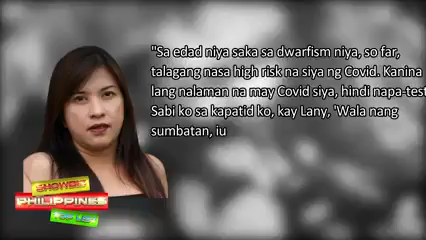 "Sa edad niya saka sa dwarfism niya, so far,
talagang nasa high risk na siya ng Covid. Kanina
lang nalaman na may Covid siya, hindi napa-test
Sabi ko sa kapatid ko, kay Lany, 'Wala nang
sumbatan, iu
SHOWBIZ
PHILIPPINES